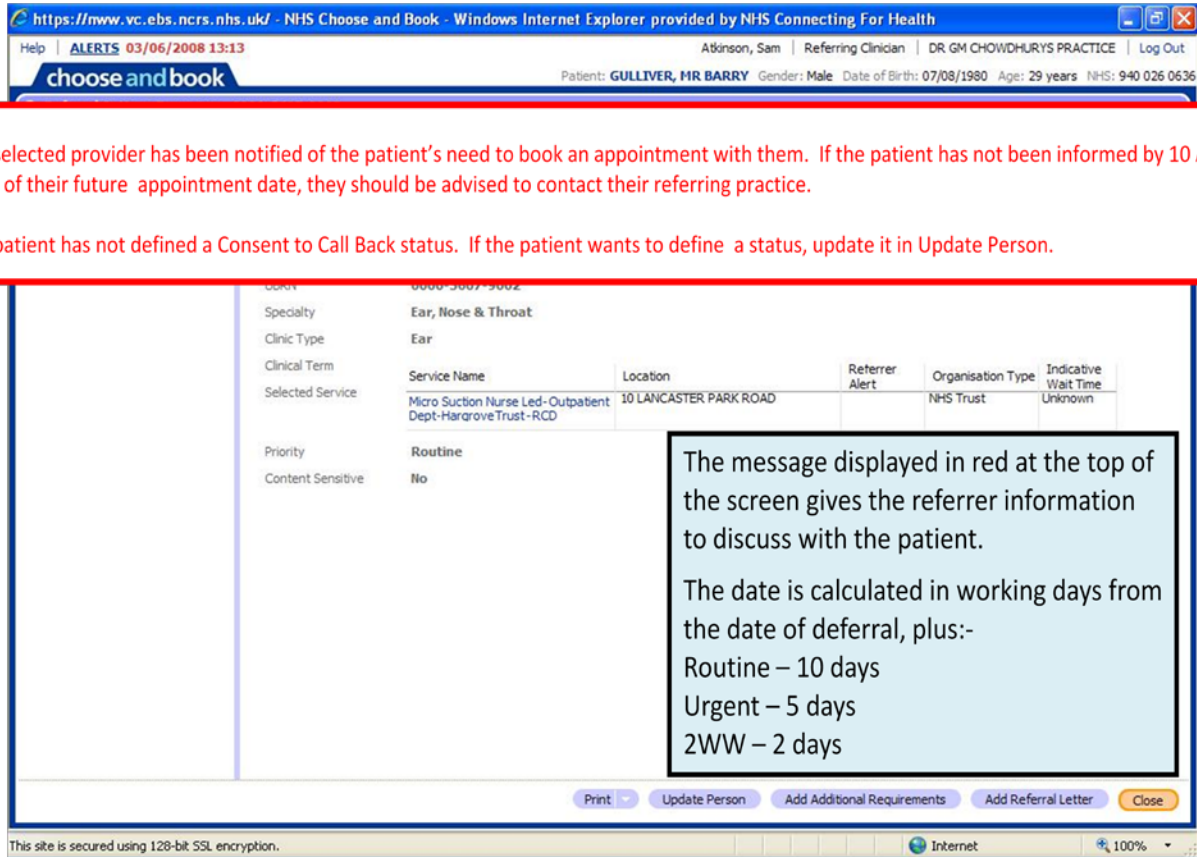 https://nww.vc.ebs.ncrs.nhs.uk/ - NHS Choose and Book - Windows Internet Explorer provided by NHS Connecting For Health
Help | ALERTS 03/06/2008 13:13 Atkinson, Sam | Referring Clinician | DR GM CHOWDHURYS PRACTICE | Log Out
choose and book Patient: GULLIVER, MR BARRY Gender: Male Date of Birth: 07/08/1980 Age: 29 years NHS: 940 026 0636
selected provider has been notified of the patient's need to book an appointment with them. If the patient has not been informed by 10
of their future appointment date, they should be advised to contact their referring practice.
patient has not defined a Consent to Call Back status. If the patient wants to define a status, update it in Update Person.
Specialty Ear, Nose & Throat
Clinic Type Ear
Clinical Term
Selected Service
Service Name Location Referrer Alert Organisation Type Indicative Wait Time
Micro Suction Nurse Led-Outpatient 10 LANCASTER PARK ROAD NHS Trust Unknown
Dept-Hargrove Trust-RCD
Priority Routine
Content Sensitive No
The message displayed in red at the top of
the screen gives the referrer information
to discuss with the patient.
The date is calculated in working days from
the date of deferral, plus:-
Routine – 10 days
Urgent – 5 days
2WW – 2 days
Print Update Person Add Additional Requirements Add Referral Letter Close
This site is secured using 128-bit SSL encryption. Internet 100%